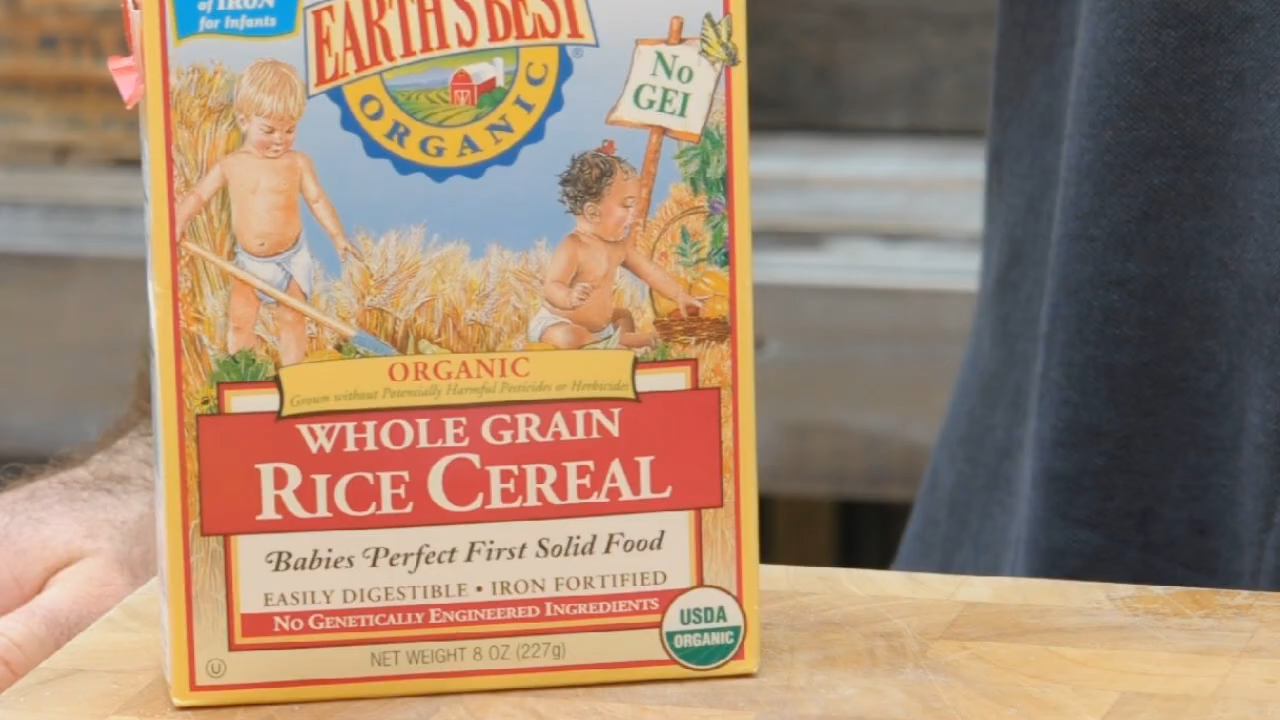 of IRON
for Infants
EARTH'S BEST
®
ORGANIC
No
GEI
ORGANIC
Grown without Potencially Harmful Pesticides or Herbicides
WHOLE GRAIN
RICE CEREAL
Babies Perfect First Solid Food
EASILY DIGESTIBLE • IRON FORTIFIED
NO GENETICALLY ENGINEERED INGREDIENTS
USDA
ORGANIC
NET WEIGHT 8 OZ (227g)
U